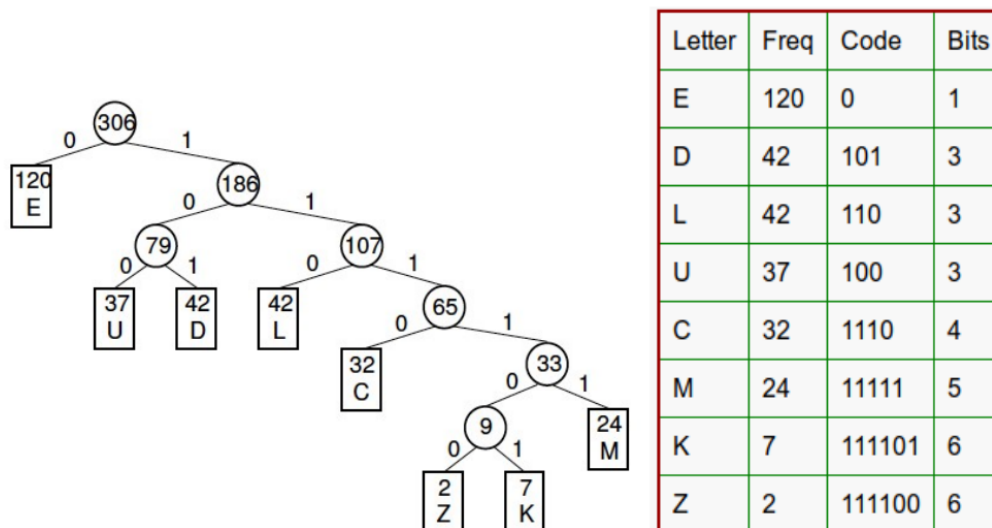 306
0 1
120
E
186
0 1
79 107
0 1 0 1
37
U
42
D
42
L
65
0 1
32
C
33
0 1
9
24
M
0 1
2
Z
7
K
Letter Freq Code Bits
E 120 0 1
D 42 101 3
L 42 110 3
U 37 100 3
C 32 1110 4
M 24 11111 5
K 7 111101 6
Z 2 111100 6